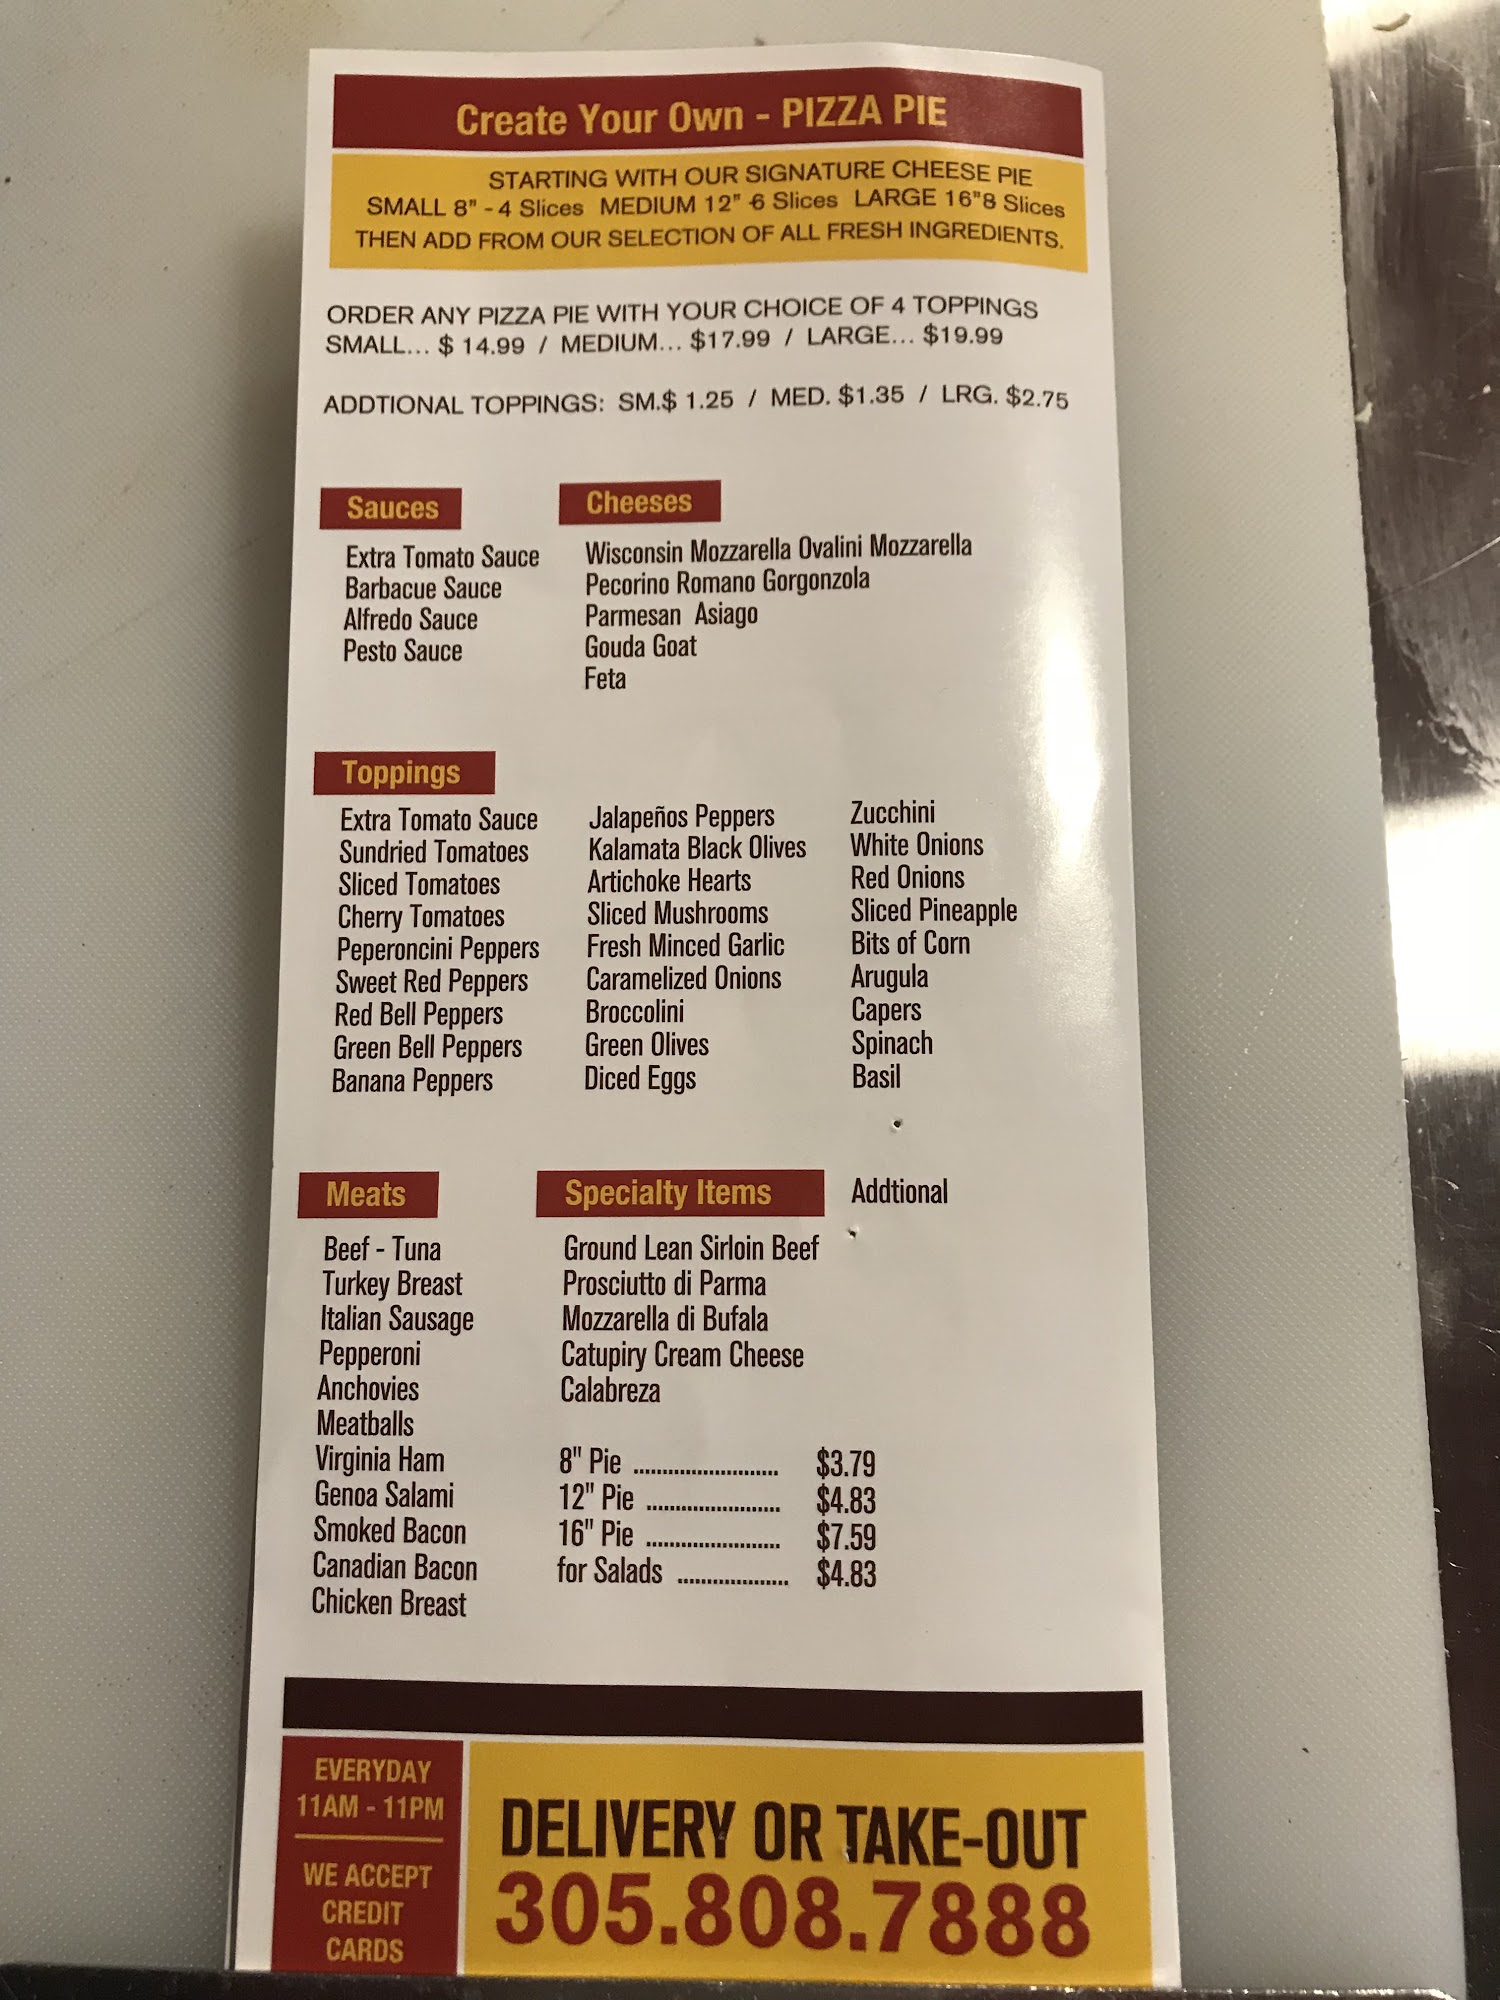 Create Your Own - PIZZA PIE
STARTING WITH OUR SIGNATURE CHEESE PIE
SMALL 8" - 4 Slices MEDIUM 12" 6 Slices LARGE 16"8 Slices
THEN ADD FROM OUR SELECTION OF ALL FRESH INGREDIENTS.
ORDER ANY PIZZA PIE WITH YOUR CHOICE OF 4 TOPPINGS
SMALL... $ 14.99 / MEDIUM... $17.99 / LARGE... $19.99
ADDTIONAL TOPPINGS: SM.$ 1.25 / MED. $1.35 / LRG. $2.75
Sauces
Extra Tomato Sauce
Barbacue Sauce
Alfredo Sauce
Pesto Sauce
Cheeses
Wisconsin Mozzarella Ovalini Mozzarella
Pecorino Romano Gorgonzola
Parmesan Asiago
Gouda Goat
Feta
Toppings
Extra Tomato Sauce
Sundried Tomatoes
Sliced Tomatoes
Cherry Tomatoes
Peperoncini Peppers
Sweet Red Peppers
Red Bell Peppers
Green Bell Peppers
Banana Peppers
Jalapeños Peppers
Kalamata Black Olives
Artichoke Hearts
Sliced Mushrooms
Fresh Minced Garlic
Caramelized Onions
Broccolini
Green Olives
Diced Eggs
Zucchini
White Onions
Red Onions
Sliced Pineapple
Bits of Corn
Arugula
Capers
Spinach
Basil
Meats
Beef - Tuna
Turkey Breast
Italian Sausage
Pepperoni
Anchovies
Meatballs
Virginia Ham
Genoa Salami
Smoked Bacon
Canadian Bacon
Chicken Breast
Specialty Items Addtional
Ground Lean Sirloin Beef
Prosciutto di Parma
Mozzarella di Bufala
Catupiry Cream Cheese
Calabreza
8" Pie ......................... $3.79
12" Pie ....................... $4.83
16" Pie ....................... $7.59
for Salads ................... $4.83
EVERYDAY
11AM - 11PM
WE ACCEPT
CREDIT
CARDS
DELIVERY OR TAKE-OUT
305.808.7888